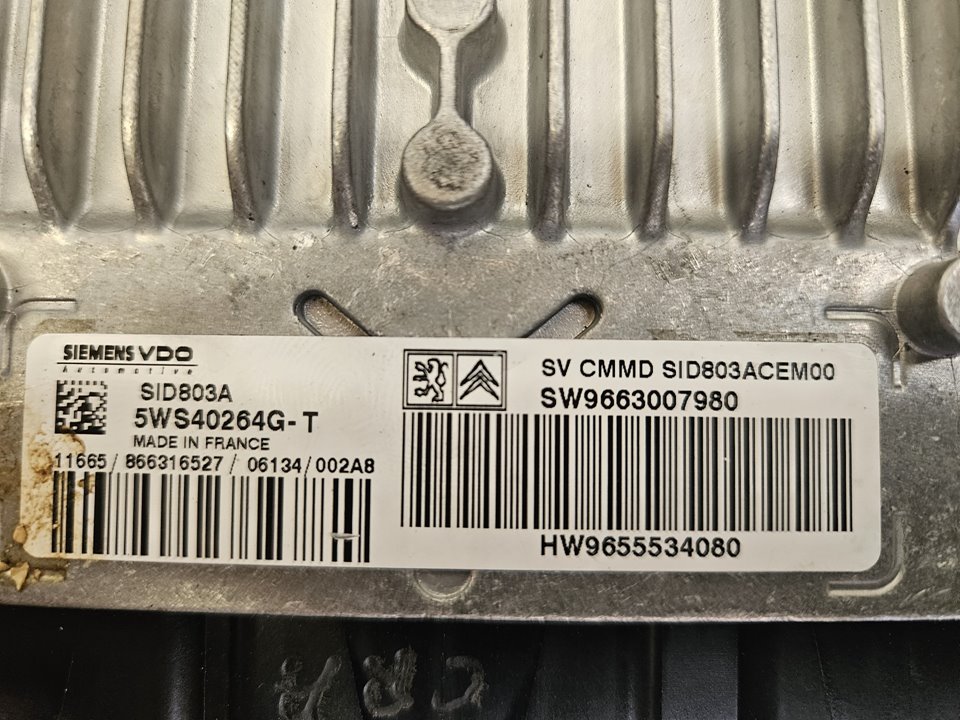 SIEMENS VDO
Automotive
SID803A
5WS40264G-T
MADE IN FRANCE
11665/ 866316527/ 06134/002A8
SV CMMD SID803ACEM00
SW9663007980
HW9655534080